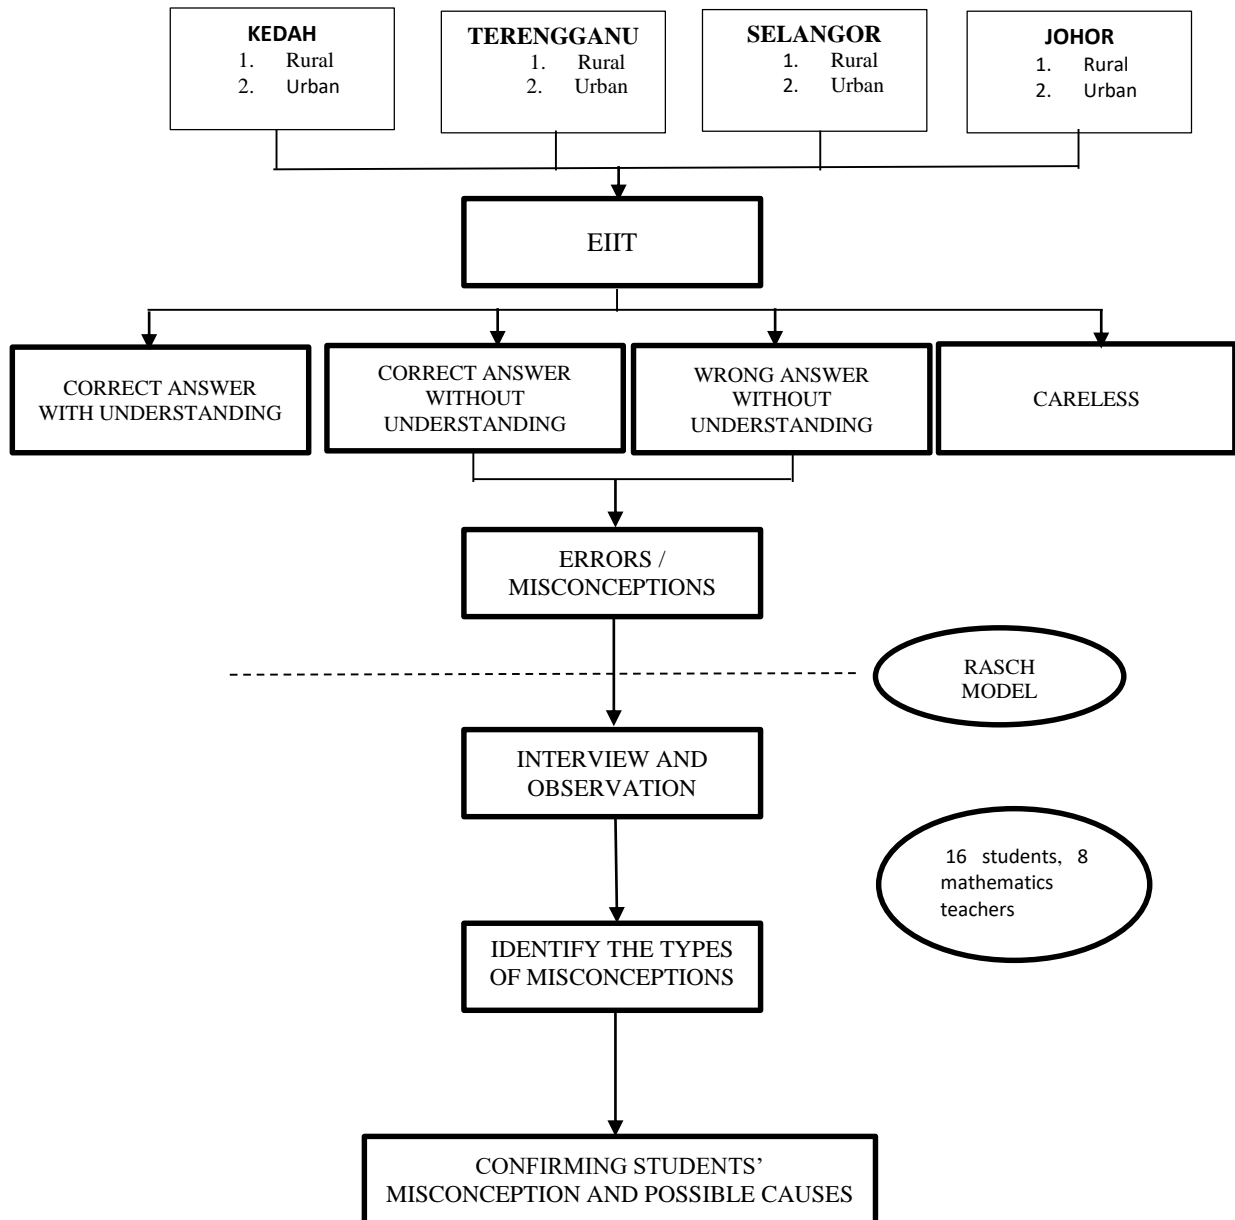 KEDAH
1. Rural
2. Urban
TERENGGANU
1. Rural
2. Urban
SELANGOR
1. Rural
2. Urban
JOHOR
1. Rural
2. Urban
EIIT
CORRECT ANSWER
WITH UNDERSTANDING
CORRECT ANSWER
WITHOUT
UNDERSTANDING
WRONG ANSWER
WITHOUT
UNDERSTANDING
CARELESS
ERRORS /
MISCONCEPTIONS
RASCH
MODEL
INTERVIEW AND
OBSERVATION
16 students, 8
mathematics
teachers
IDENTIFY THE TYPES
OF MISCONCEPTIONS
CONFIRMING STUDENTS’
MISCONCEPTION AND POSSIBLE CAUSES